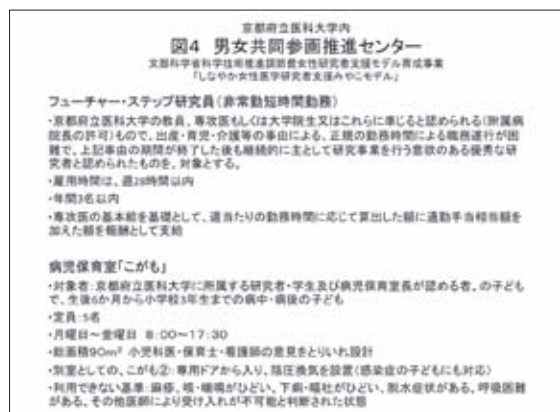 京都府立医科大学内
図4 男女共同参画推進センター
文部科学省科学技術推進調節費女性研究者支援モデル育成事業
「しなやか女性医学研究者支援みやこモデル」
フューチャー・ステップ研究員(非常勤短時間勤務)
・京都府立医科大学の教員、専攻医もしくは大学院生又はこれらに準じると認められる(附属病
院長の許可)もので、出産・育児・介護等の事由による、正規の勤務時間による職務遂行が困
難で、上記事由の期間が終了した後も継続的に主として研究事業を行う意欲のある優秀な研
究者と認められたものを、対象とする。
・雇用時間は、週28時間以内
・年間3名以内
・専攻医の基本給を基礎として、週当たりの勤務時間に応じて算出した額に通勤手当相当額を
加えた額を報酬として支給
病児保育室「こがも」
・対象者:京都府立医科大学に所属する研究者・学生及び病児保育室長が認める者、の子ども
で、生後6か月から小学校3年生までの病中・病後の子ども
・定員:5名
・月曜日～金曜日 8:00～17:30
・総面積90m² 小児科医・保育士・看護師の意見をとりいれ設計
・別室としての、こがも②:専用ドアから入り、陰圧換気を設置(感染症の子どもにも対応)
・利用できない基準:麻疹、咳・喘鳴がひどい、下痢・嘔吐がひどい、脱水症状がある、呼吸困難
がある、その他医師により受け入れが不可能と判断された状態